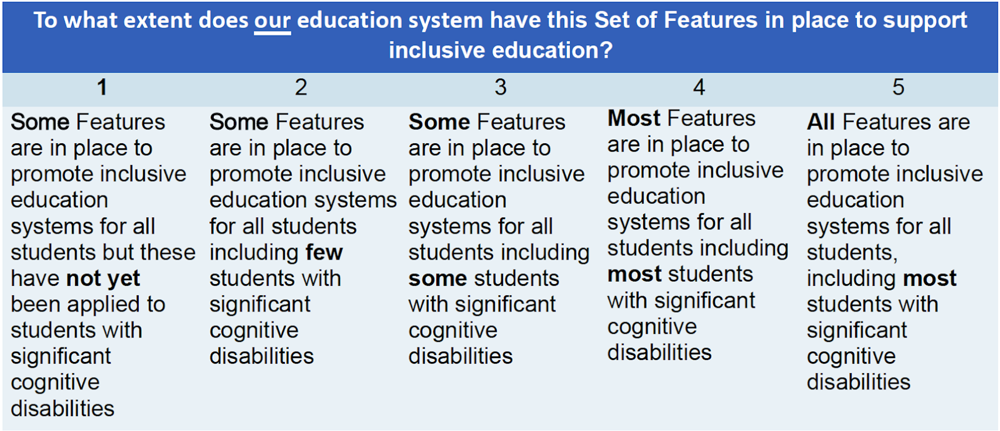 To what extent does our education system have this Set of Features in place to support
inclusive education?
1
2
3
4
5
Some Features
are in place to
promote inclusive
education
systems for all
students but these
have not yet
been applied to
students with
significant
cognitive
disabilities
Some Features
are in place to
promote inclusive
education systems
for all students
including few
students with
significant
cognitive
disabilities
Some Features
are in place to
promote inclusive
education
systems for all
students including
some students
with significant
cognitive
disabilities
Most Features
are in place to
promote inclusive
education
systems for all
students including
most students
with significant
cognitive
disabilities
All Features are
in place to
promote inclusive
education
systems for all
students,
including most
students with
significant
cognitive
disabilities